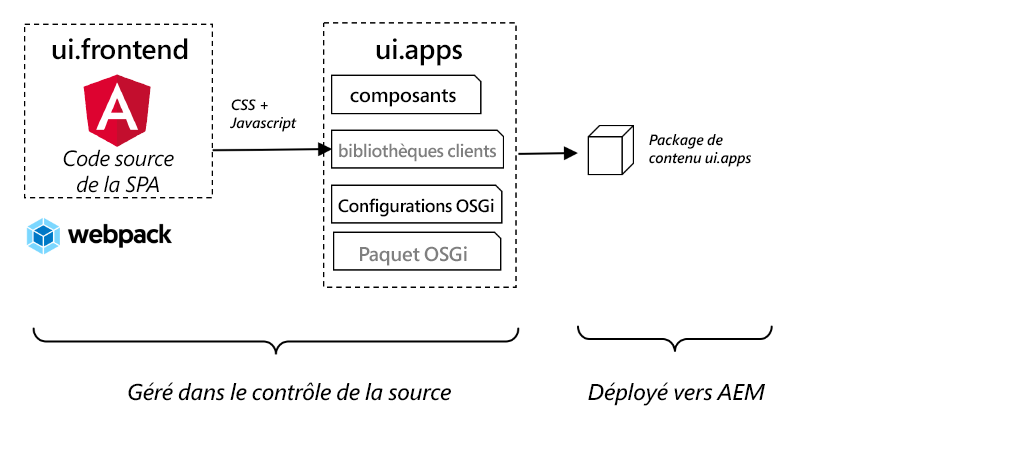 ui.frontend
A
Code source
de la SPA
webpack
CSS +
Javascript
ui.apps
composants
bibliothèques clients
Configurations OSGi
Paquet OSGi
Package de
contenu ui.apps
Géré dans le contrôle de la source
Déployé vers AEM